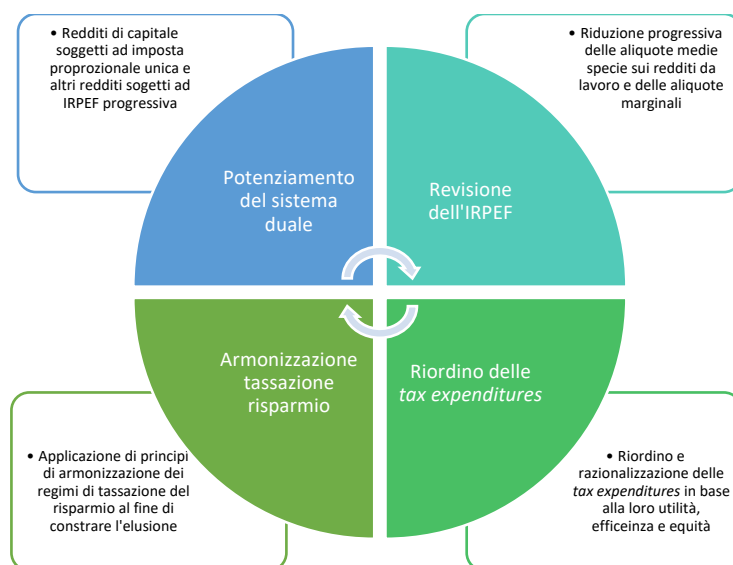 • Redditi di capitale
soggetti ad imposta
proprozionale unica e
altri redditi sogetti ad
IRPEF progressiva
• Riduzione progressiva
delle aliquote medie
specie sui redditi da
lavoro e delle aliquote
marginali
Potenziamento
del sistema
duale
Revisione
dell'IRPEF
Armonizzazione
tassazione
risparmio
Riordino delle
tax expenditures
• Applicazione di principi
di armonizzazione dei
regimi di tassazione del
risparmio al fine di
constrare l'elusione
• Riordino e
razionalizzazione delle
tax expenditures in base
alla loro utilità,
efficeinza e equità